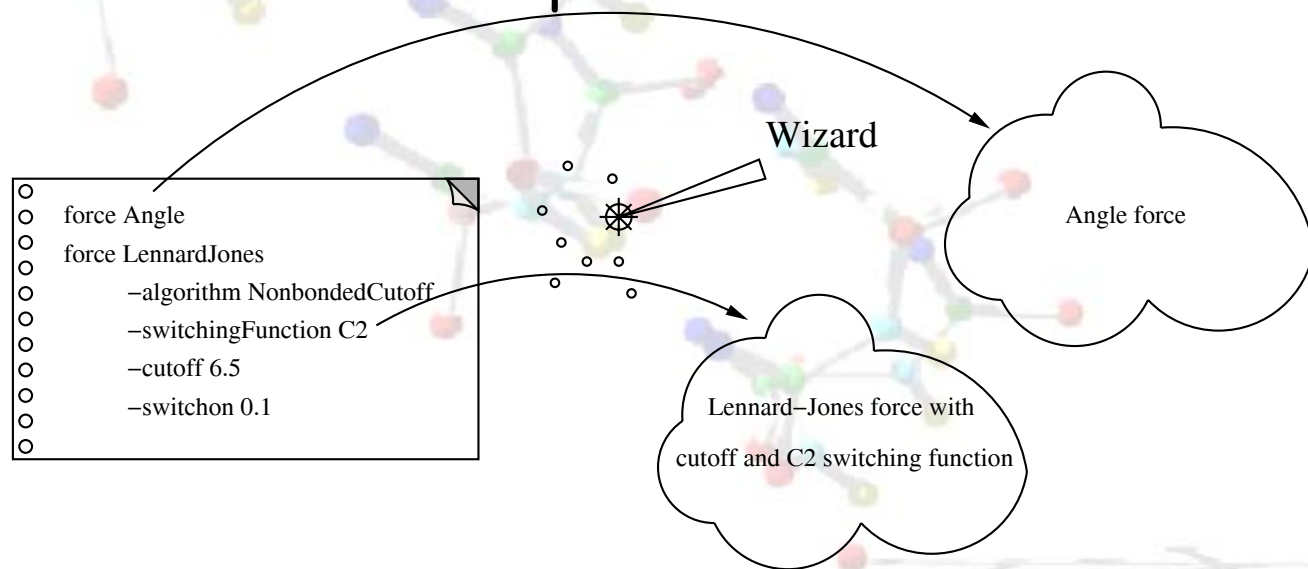 Wizard
force Angle
force LennardJones
−algorithm NonbondedCutoff
−switchingFunction C2
−cutoff 6.5
−switchon 0.1
Angle force
Lennard−Jones force with
cutoff and C2 switching function